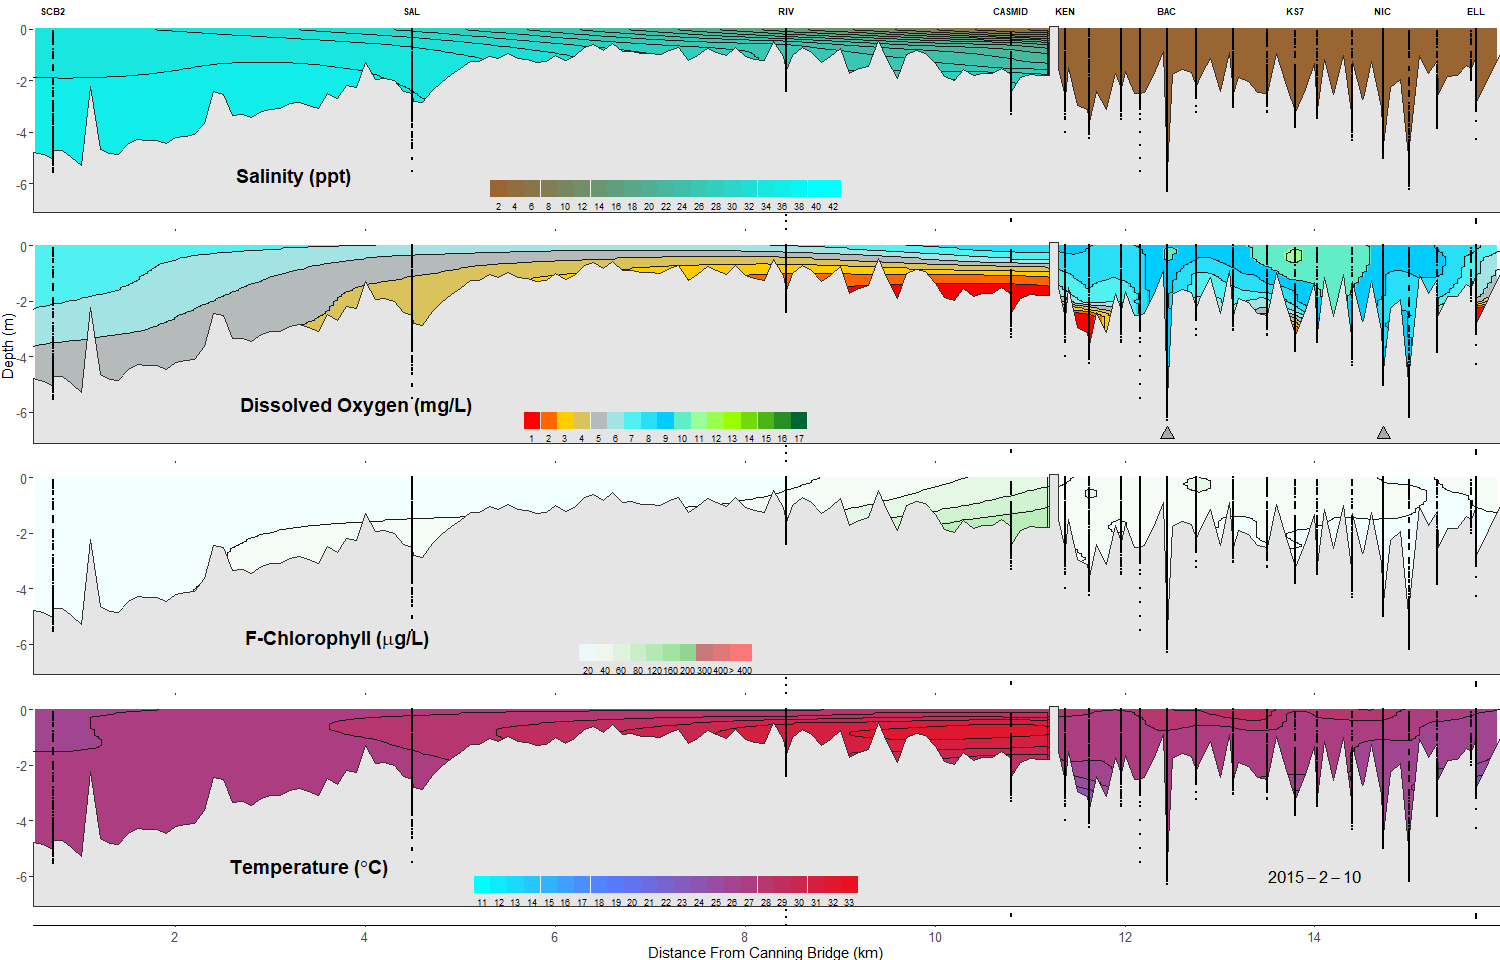 SCB2 SAL RIV CASMID KEN BAC KS7 NIC ELL
0
-2
-4
-6
Salinity (ppt)
2 4 6 8 10 12 14 16 18 20 22 24 26 28 30 32 34 36 38 40 42
0
-2
-4
-6
Dissolved Oxygen (mg/L)
1 2 3 4 5 6 7 8 9 10 11 12 13 14 15 16 17
Depth (m)
0
-2
-4
-6
F-Chlorophyll (μg/L)
20 40 60 80 120 160 200 300 400 > 400
0
-2
-4
-6
Temperature (°C)
2015 – 2 – 10
11 12 13 14 15 16 17 18 19 20 21 22 23 24 25 26 27 28 29 30 31 32 33
2 4 6 8 10 12 14
Distance From Canning Bridge (km)